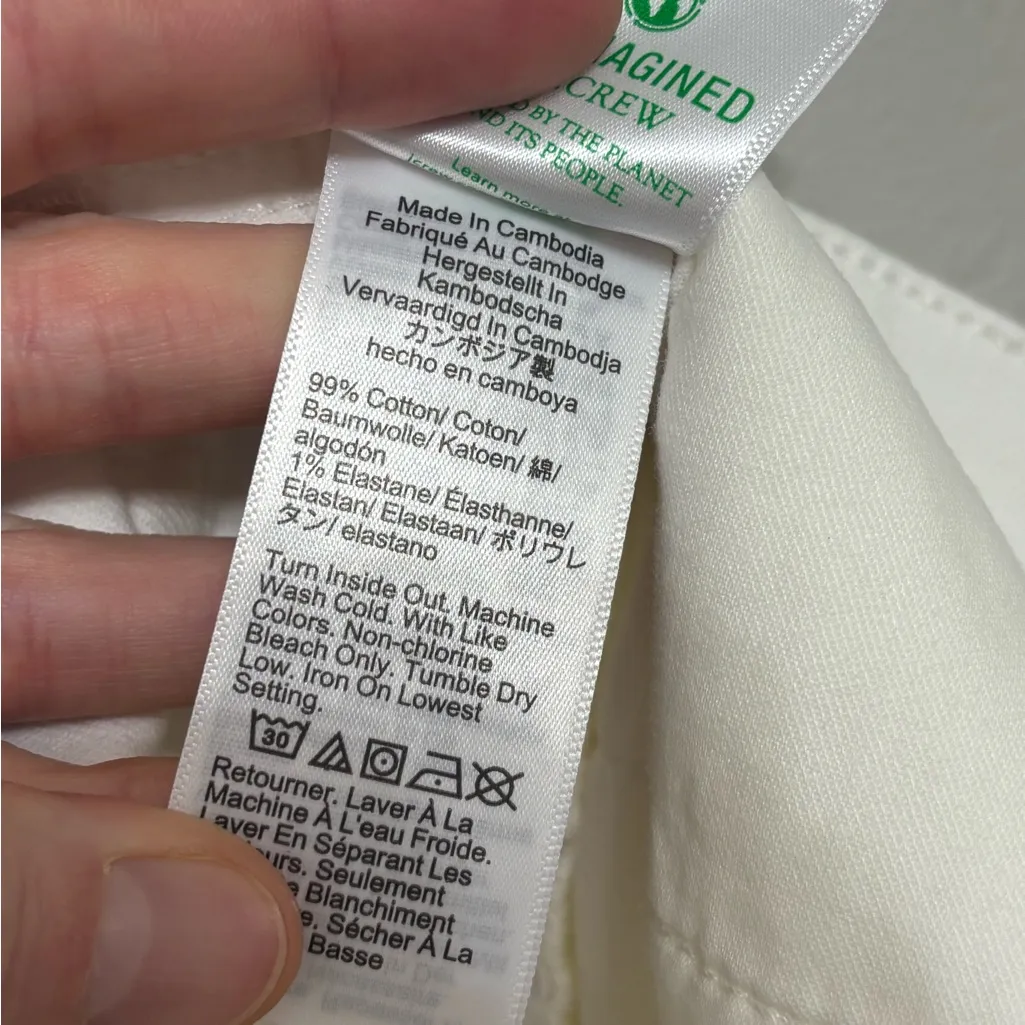 AGINED
CREW
BY THE PLANET
ND ITS PEOPLE.
Learn more
Made In Cambodia
Fabriqué Au Cambodge
Hergestellt In
Kambodscha
Vervaardigd In Cambodja
カンボジア製
hecho en camboya
99% Cotton/ Coton/
Baumwolle/ Katoen/ 綿/
algodón
1% Elastane/ Élasthanne/
Elastan/ Elastaan/ ポリウレ
タン/ elastano
Turn Inside Out. Machine
Wash Cold. With Like
Colors. Non-chlorine
Bleach Only. Tumble Dry
Low. Iron On Lowest
Setting.
30
Retourner. Laver À La
Machine À L'eau Froide.
Laver En Séparant Les
urs. Seulement
Blanchiment
e. Sécher À La
Basse